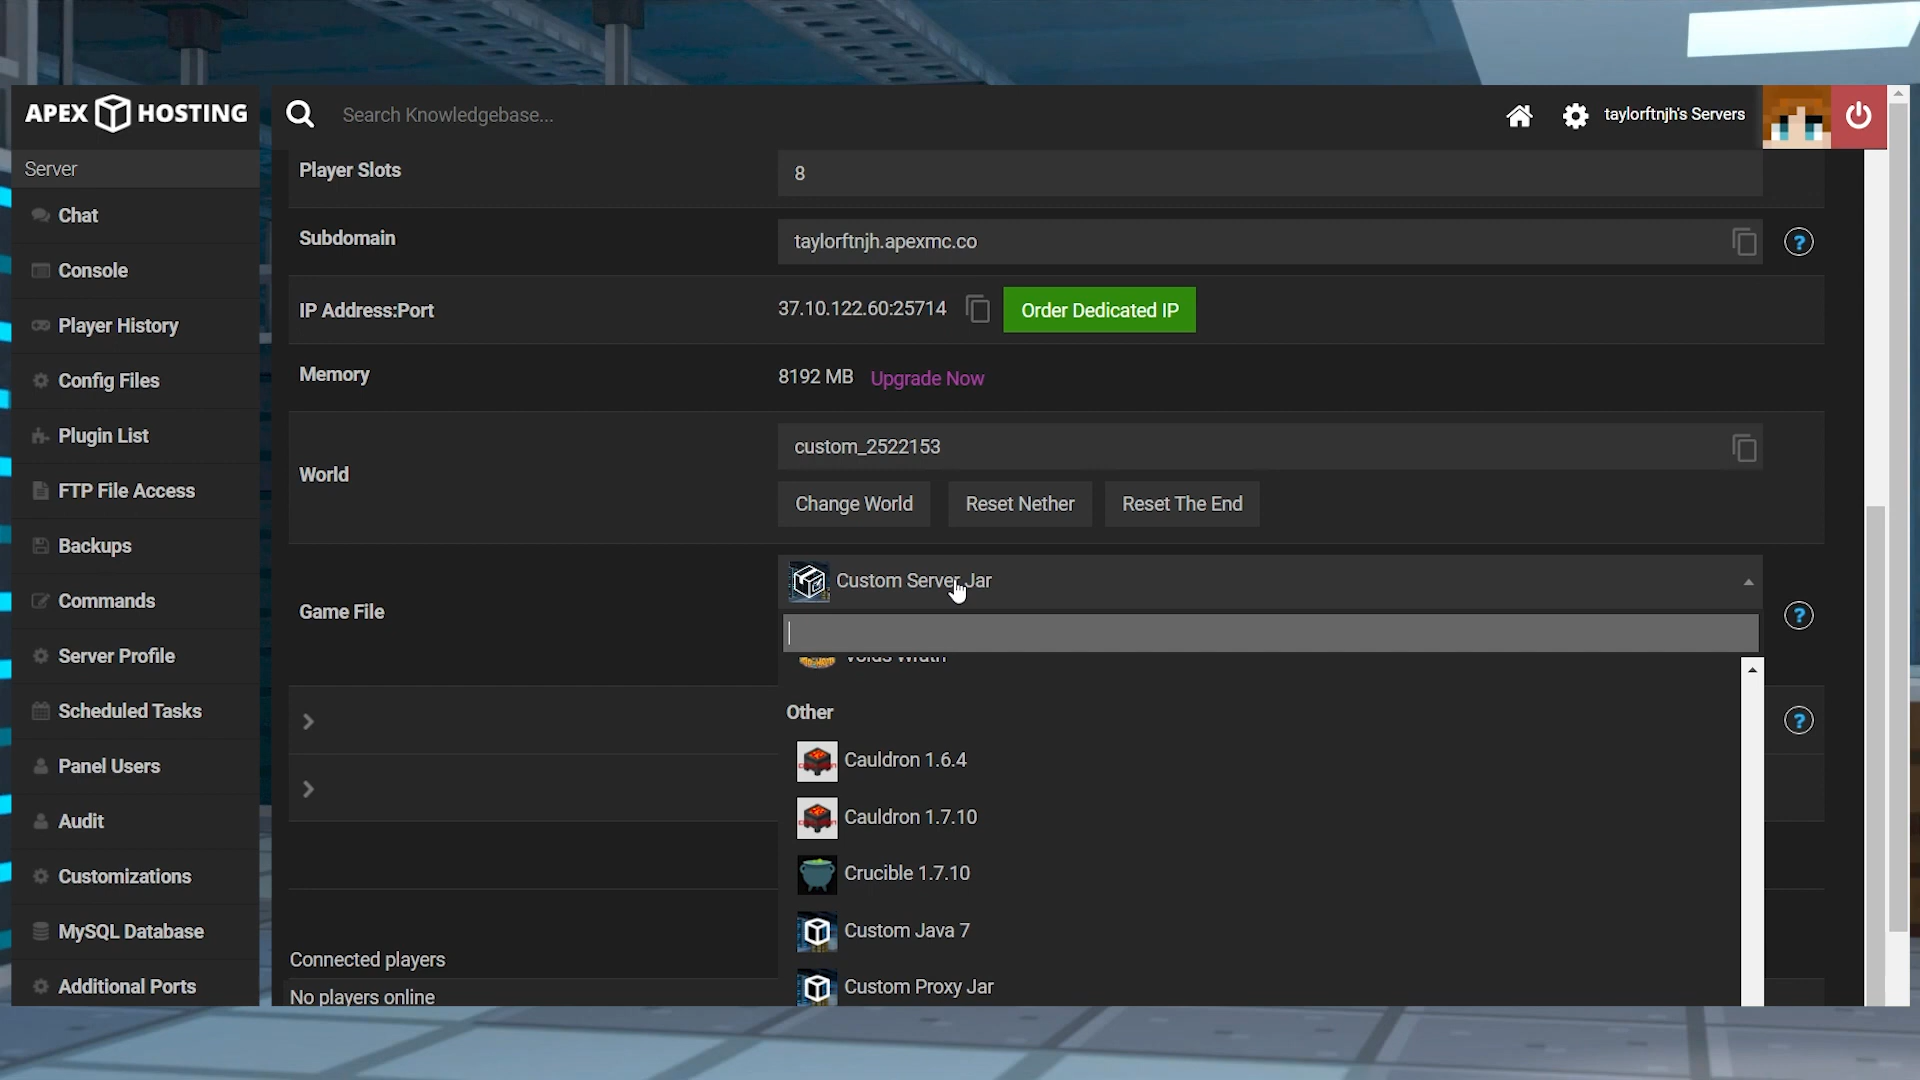 APEX HOSTING
Search Knowledgebase...
taylorftnjh's Servers
Server
Chat
Console
Player History
Config Files
Plugin List
FTP File Access
Backups
Commands
Server Profile
Scheduled Tasks
Panel Users
Audit
Customizations
MySQL Database
Additional Ports
Player Slots
8
Subdomain
taylorftnjh.apexmc.co
?
IP Address:Port
37.10.122.60:25714
Order Dedicated IP
Memory
8192 MB Upgrade Now
World
custom_2522153
Change World Reset Nether Reset The End
Game File
Custom Server Jar
?
Voids Wrath
?
Other
Cauldron 1.6.4
Cauldron 1.7.10
Crucible 1.7.10
Custom Java 7
Custom Proxy Jar
Connected players
No players online